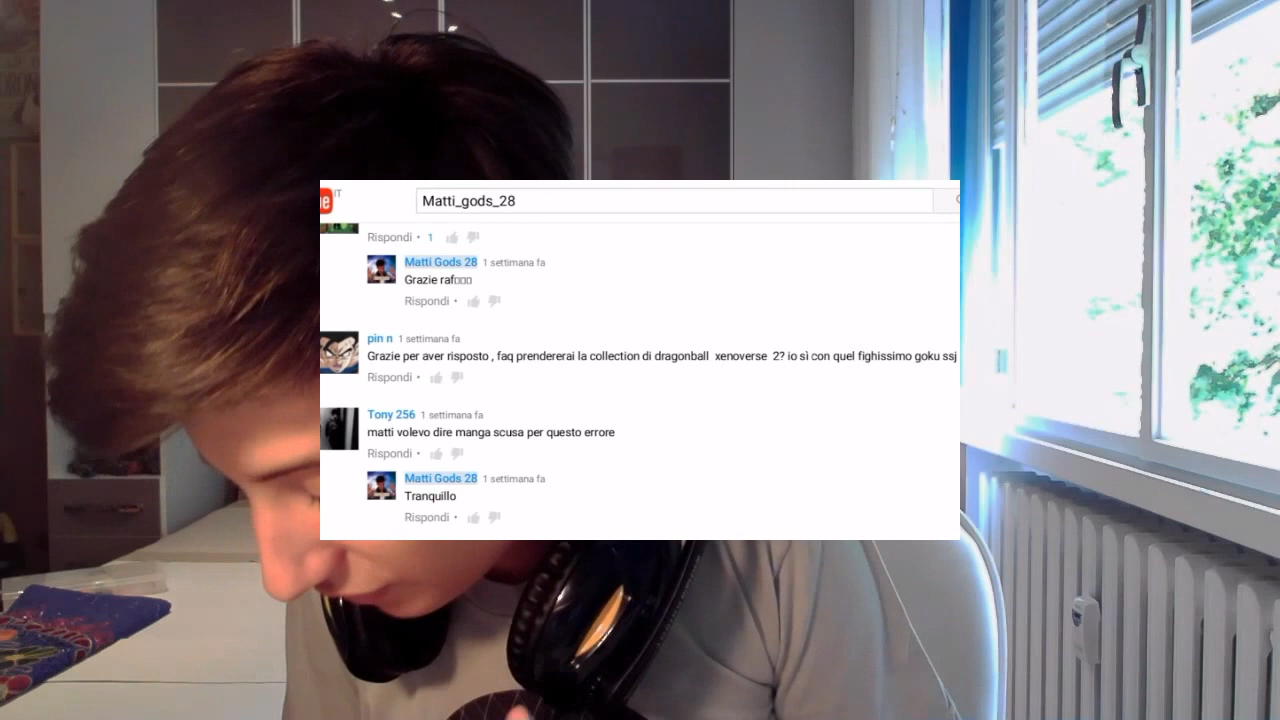 e IT
Matti_gods_28
Rispondi • 1
Matti Gods 28 1 settimana fa
Grazie raf▯▯▯
Rispondi •
pin n 1 settimana fa
Grazie per aver risposto , faq prendererai la collection di dragonball xenoverse 2? io sì con quel fighissimo goku ssj
Rispondi •
Tony 256 1 settimana fa
matti volevo dire manga scusa per questo errore
Rispondi •
Matti Gods 28 1 settimana fa
Tranquillo
Rispondi •